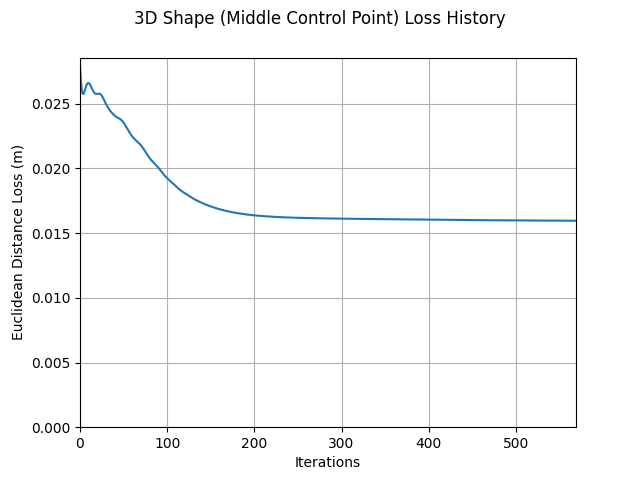 3D Shape (Middle Control Point) Loss History
Euclidean Distance Loss (m)
0.025
0.020
0.015
0.010
0.005
0.000
0 100 200 300 400 500
Iterations